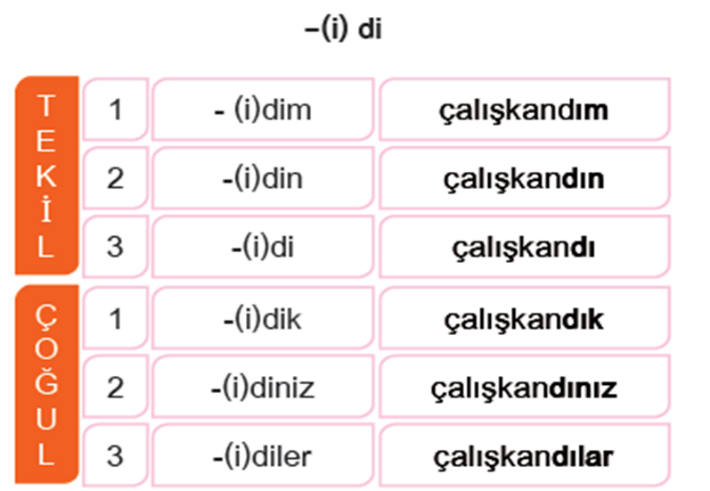 –(i) di
TEKİL
1 - (i)dim çalışkandım
2 -(i)din çalışkandın
3 -(i)di çalışkandı
ÇOĞUL
1 -(i)dik çalışkandık
2 -(i)diniz çalışkandınız
3 -(i)diler çalışkandılar